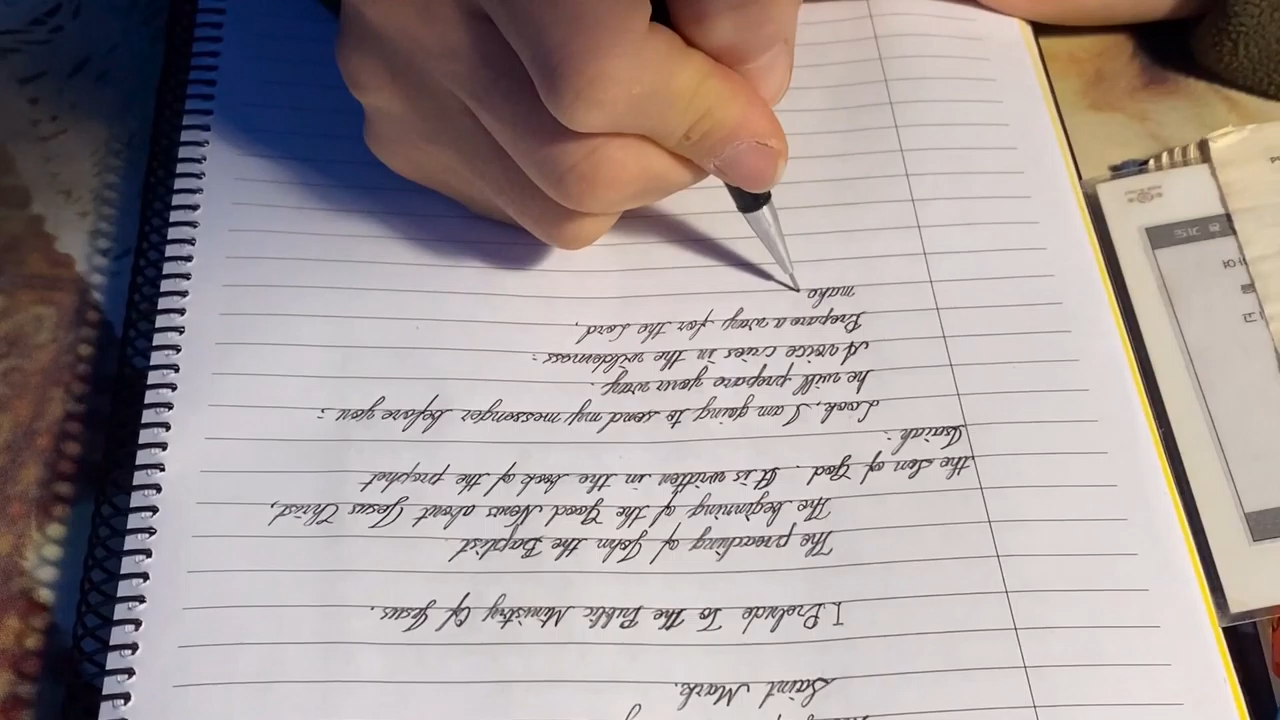 Saint Mark.
I. Prelude To The Public Ministry Of Jesus.
The preaching of John the Baptist.
The beginning of the Good News about Jesus Christ,
the Son of God. It is written in the book of the prophet
Isaiah:
Look, I am going to send my messenger before you:
he will prepare your way.
A voice cries in the wilderness:
Prepare a way for the Lord,
make